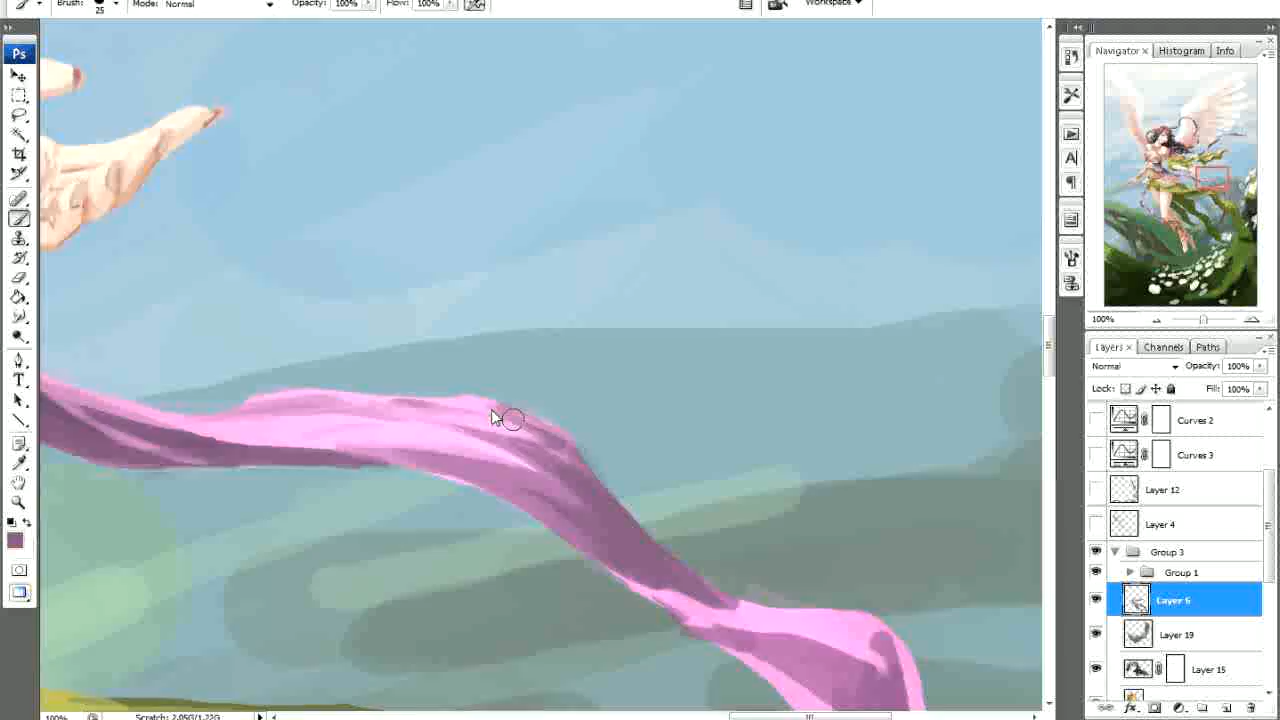 Brush: 25 Mode: Normal Opacity: 100% Flow: 100% Workspace
Ps
Navigator × Histogram Info
100%
Layers × Channels Paths
Normal Opacity: 100%
Lock: Fill: 100%
Curves 2
Curves 3
Layer 12
Layer 4
Group 3
Group 1
Layer 6
Layer 19
Layer 15
100% Scratch: 2.05G/1.22G